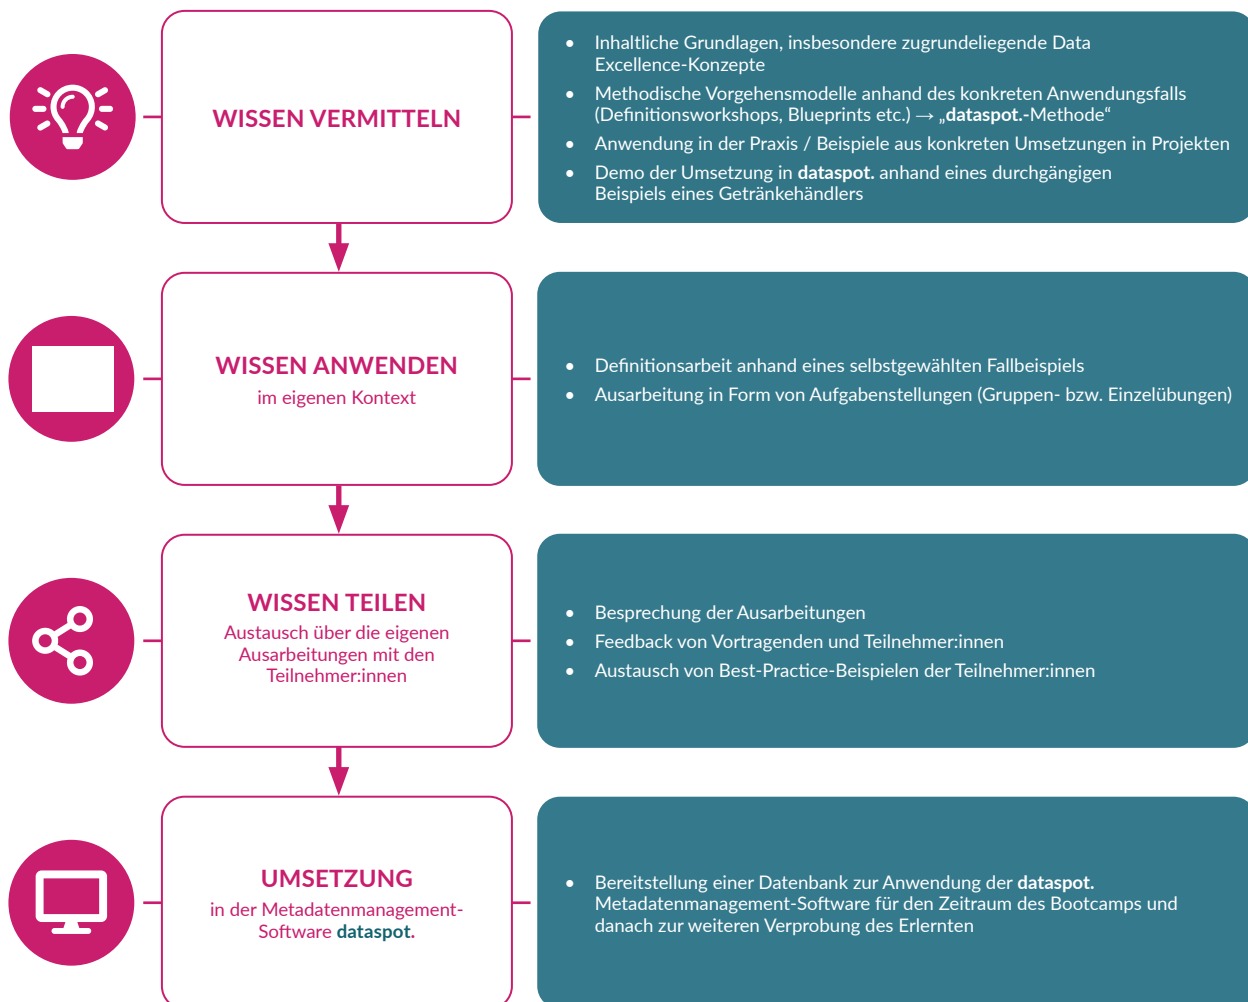 WISSEN VERMITTELN
• Inhaltliche Grundlagen, insbesondere zugrundeliegende Data
Excellence-Konzepte
• Methodische Vorgehensmodelle anhand des konkreten Anwendungsfalls
(Definitionsworkshops, Blueprints etc.) → „dataspot.-Methode“
• Anwendung in der Praxis / Beispiele aus konkreten Umsetzungen in Projekten
• Demo der Umsetzung in dataspot. anhand eines durchgängigen
Beispiels eines Getränkehändlers
WISSEN ANWENDEN
im eigenen Kontext
• Definitionsarbeit anhand eines selbstgewählten Fallbeispiels
• Ausarbeitung in Form von Aufgabenstellungen (Gruppen- bzw. Einzelübungen)
WISSEN TEILEN
Austausch über die eigenen
Ausarbeitungen mit den
Teilnehmer:innen
• Besprechung der Ausarbeitungen
• Feedback von Vortragenden und Teilnehmer:innen
• Austausch von Best-Practice-Beispielen der Teilnehmer:innen
UMSETZUNG
in der Metadatenmanagement-
Software dataspot.
• Bereitstellung einer Datenbank zur Anwendung der dataspot.
Metadatenmanagement-Software für den Zeitraum des Bootcamps und
danach zur weiteren Verprobung des Erlernten